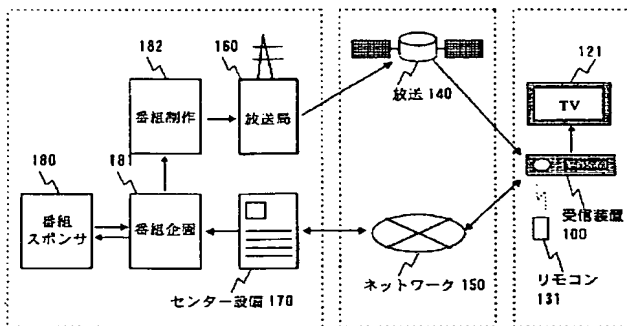 182
160
番組制作
放送局
放送 140
121
TV
180
181
番組
スポンサ
番組企画
センター設備 170
ネットワーク 150
受信装置
100
リモコン
131